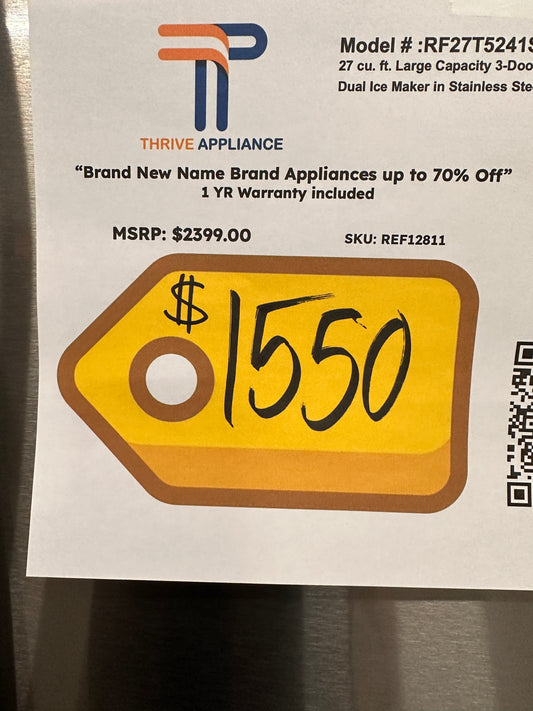 Model # :RF27T5241S
27 cu. ft. Large Capacity 3-Doo
Dual Ice Maker in Stainless Stee
THRIVE APPLIANCE
“Brand New Name Brand Appliances up to 70% Off”
1 YR Warranty included
MSRP: $2399.00
SKU: REF12811
$1550